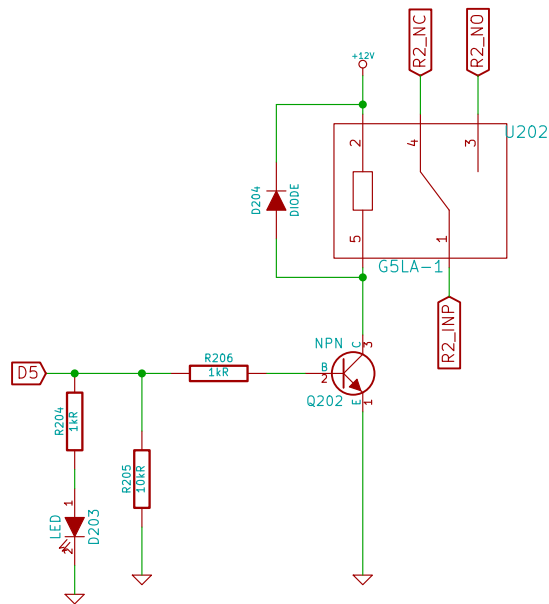 R2_NC
R2_NO
+12V
U202
2
4
3
D204
DIODE
5
1
G5LA-1
R2_INP
NPN
C
3
R206
1kR
D5
B
2
Q202
E
1
R204
1kR
R205
10kR
1
LED
D203
2